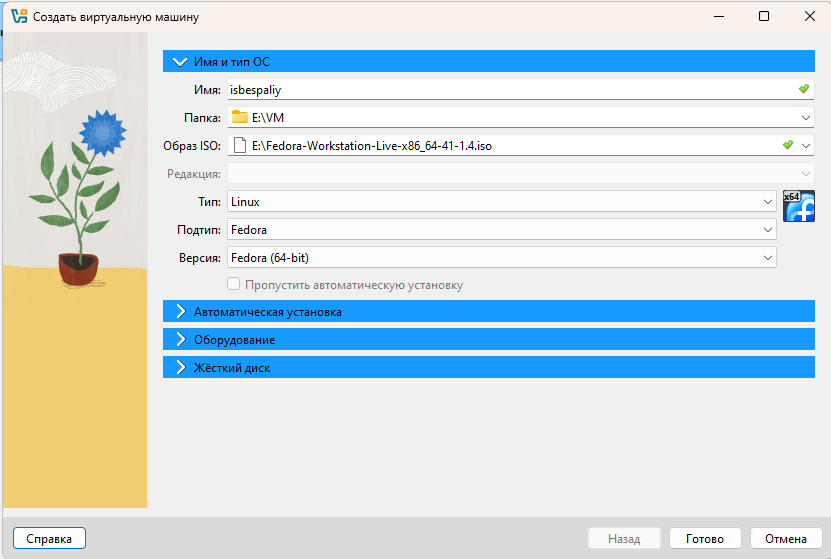 Создать виртуальную машину
Имя и тип ОС
Имя: isbespaliy
Папка: E:\VM
Образ ISO: E:\Fedora-Workstation-Live-x86_64-41-1.4.iso
Редакция:
Тип: Linux
x64
Подтип: Fedora
Версия: Fedora (64-bit)
Пропустить автоматическую установку
Автоматическая установка
Оборудование
Жёсткий диск
Справка Назад Готово Отмена